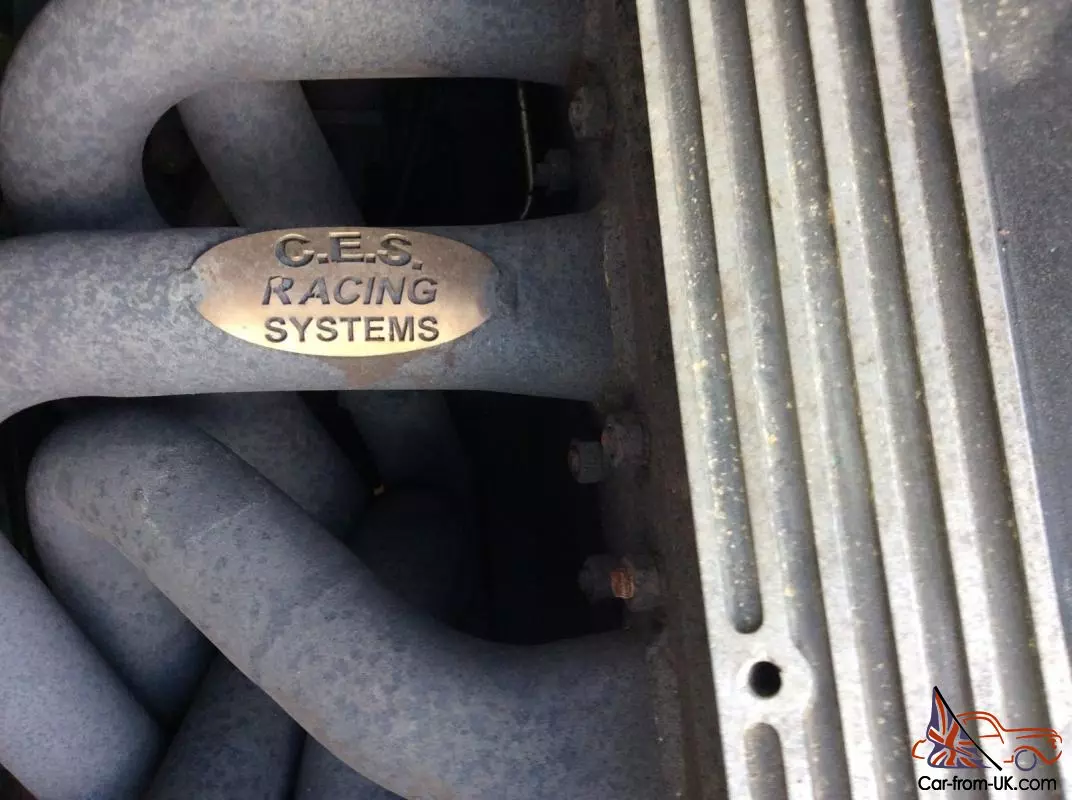 C.E.S.
RACING
SYSTEMS
Car-from-UK.com